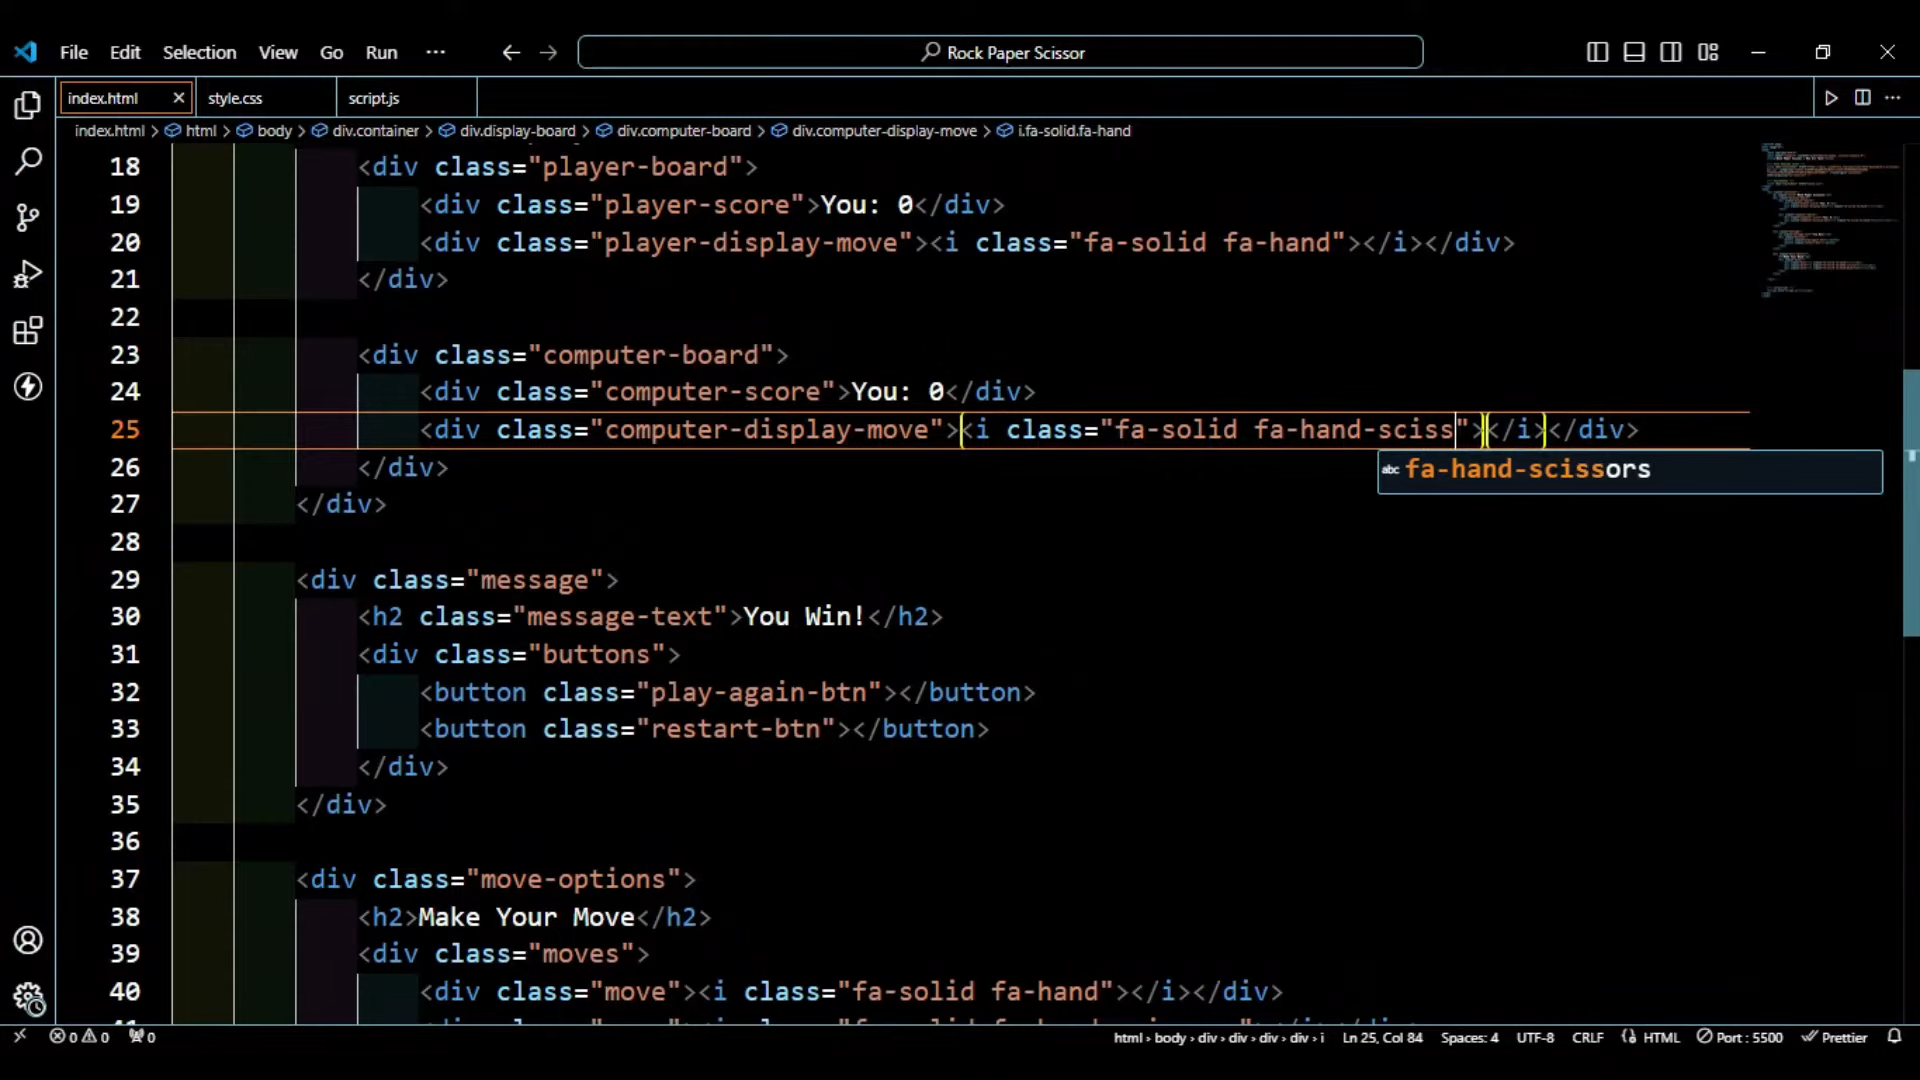 File Edit Selection View Go Run ··· Rock Paper Scissor
index.html style.css script.js
index.html > html > body > div.container > div.display-board > div.computer-board > div.computer-display-move > i.fa-solid.fa-hand
18 <div class="player-board">
19 <div class="player-score">You: 0</div>
20 <div class="player-display-move"><i class="fa-solid fa-hand"></i></div>
21 </div>
22
23 <div class="computer-board">
24 <div class="computer-score">You: 0</div>
25 <div class="computer-display-move"><i class="fa-solid fa-hand-sciss"></i></div>
abc fa-hand-scissors
26 </div>
27 </div>
28
29 <div class="message">
30 <h2 class="message-text">You Win!</h2>
31 <div class="buttons">
32 <button class="play-again-btn"></button>
33 <button class="restart-btn"></button>
34 </div>
35 </div>
36
37 <div class="move-options">
38 <h2>Make Your Move</h2>
39 <div class="moves">
40 <div class="move"><i class="fa-solid fa-hand"></i></div>
0 0 0 html > body > div > div > div > div > i Ln 25, Col 84 Spaces: 4 UTF-8 CRLF HTML Port : 5500 Prettier